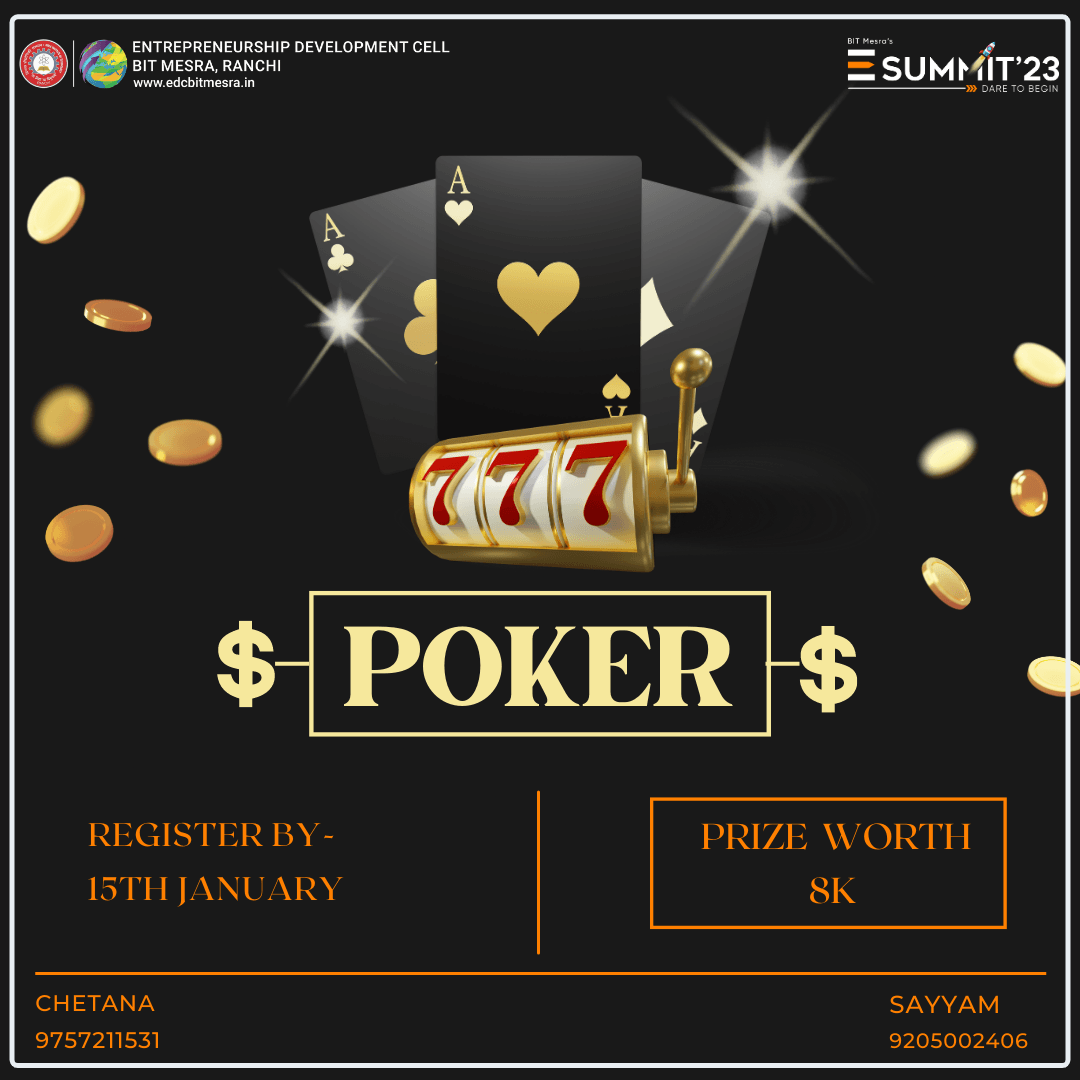 ENTREPRENEURSHIP DEVELOPMENT CELL
BIT MESRA, RANCHI
www.edcbitmesra.in
BIT Mesra's
E SUMMIT'23
DARE TO BEGIN
A
A
A
7 7 7
$ POKER $
REGISTER BY-
15TH JANUARY
PRIZE WORTH
8K
CHETANA
9757211531
SAYYAM
9205002406